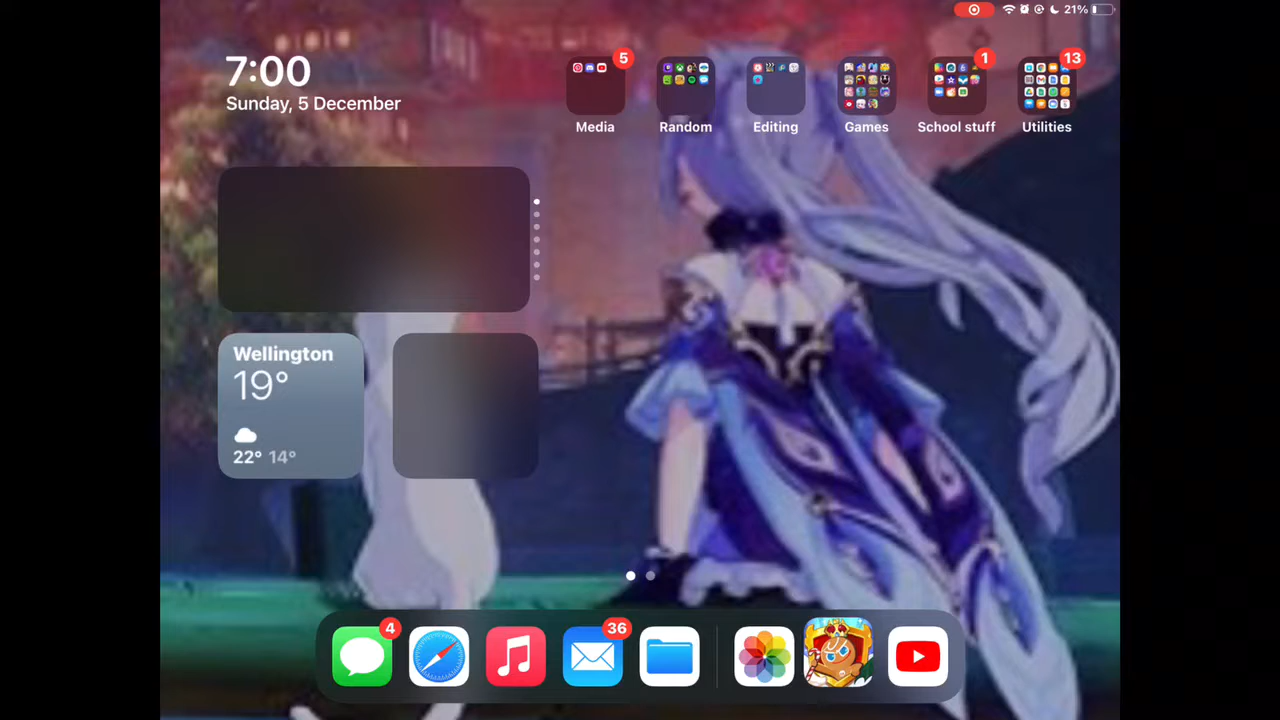 21%
7:00
Sunday, 5 December
5
1
13
Media
Random
Editing
Games
School stuff
Utilities
Wellington
19°
22° 14°
4
36